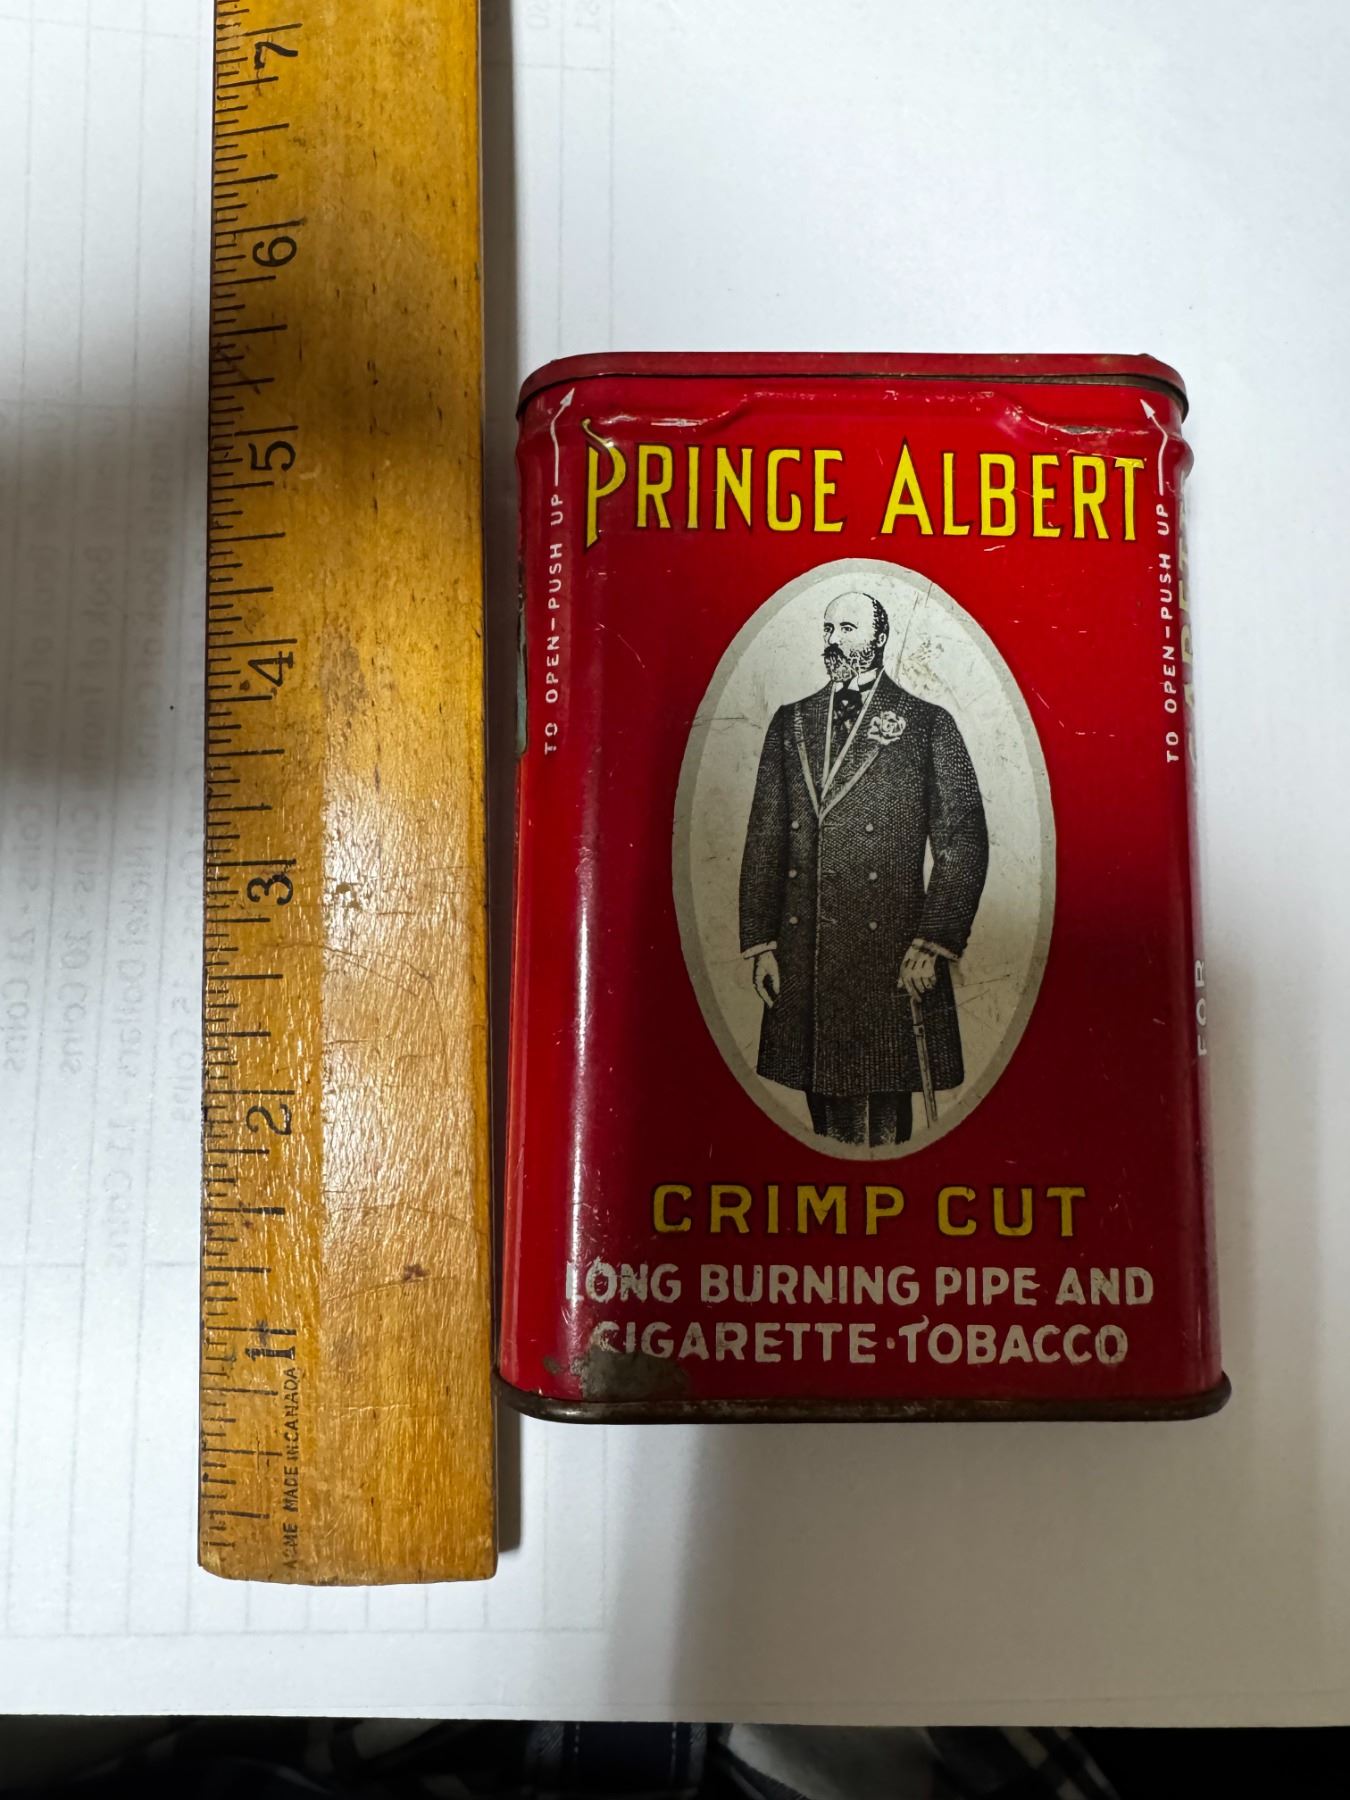 7
6
5
4
3
2
1
ACME MADE IN CANADA
PRINCE ALBERT
TO OPEN-PUSH UP
TO OPEN-PUSH UP
CRIMP CUT
LONG BURNING PIPE AND
CIGARETTE·TOBACCO
FOR